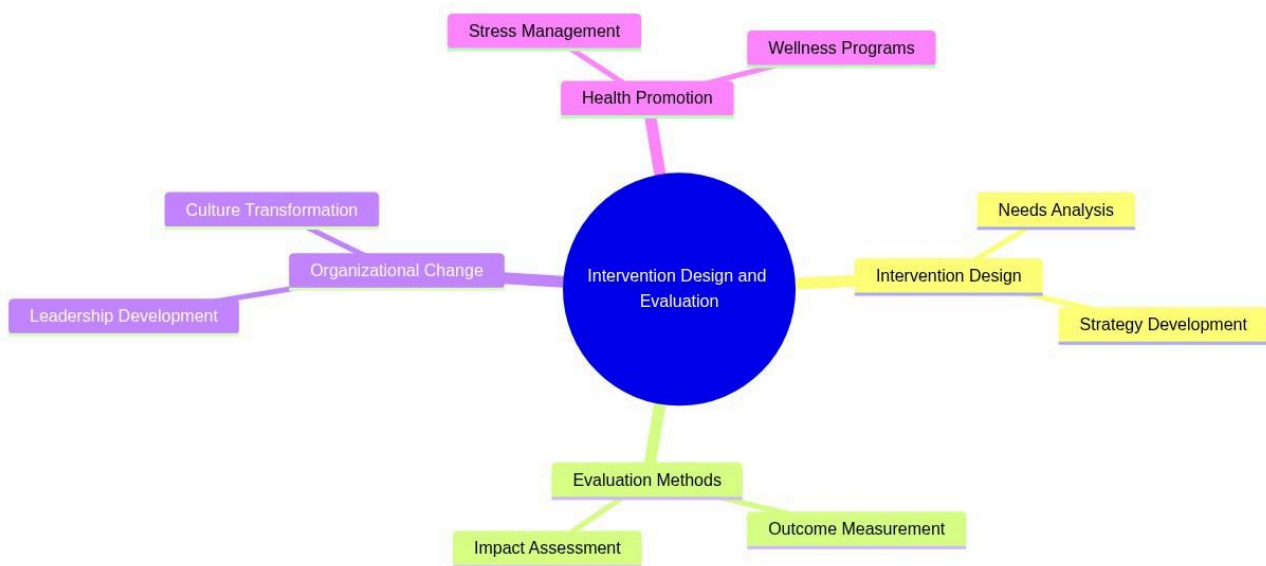 Stress Management
Wellness Programs
Health Promotion
Culture Transformation
Needs Analysis
Organizational Change
Intervention Design and
Evaluation
Intervention Design
Leadership Development
Strategy Development
Evaluation Methods
Outcome Measurement
Impact Assessment